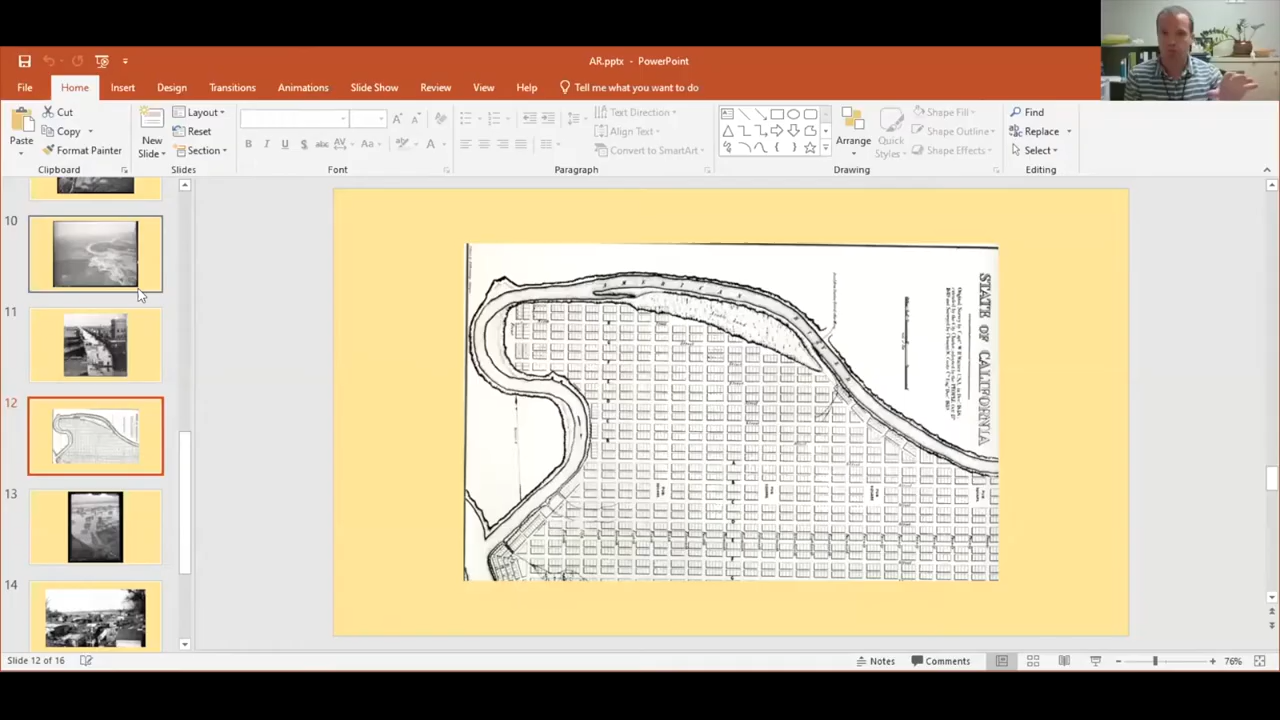 AR.pptx - PowerPoint
File Home Insert Design Transitions Animations Slide Show Review View Help Tell me what you want to do
Cut
Copy
Format Painter
Paste
Clipboard
New Slide
Layout
Reset
Section
Slides
B I U S abc AV Aa A
Font
Text Direction
Align Text
Convert to SmartArt
Paragraph
Arrange
Quick Styles
Shape Fill
Shape Outline
Shape Effects
Drawing
Find
Replace
Select
Editing
10
11
12
13
14
STATE OF CALIFORNIA
Slide 12 of 16
Notes
Comments
76%